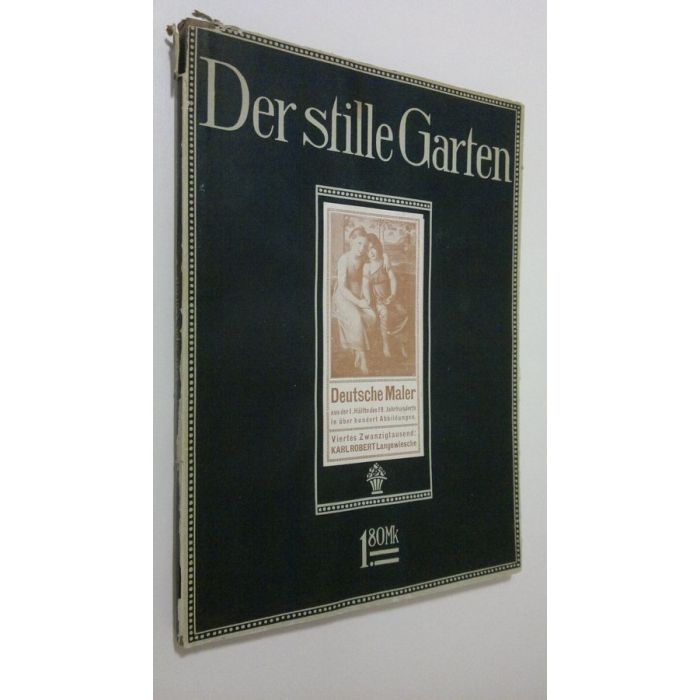 Der stille Garten
Deutsche Maler
aus der I. Hälfte des 19. Jahrhunderts
in über hundert Abbildungen.
Viertes Zwanzigtausend:
KARL ROBERT Langewiesche
1.80 Mk